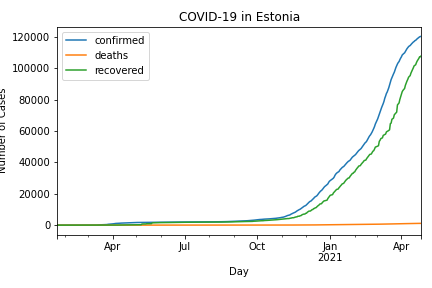 COVID-19 in Estonia
confirmed
deaths
recovered
120000
100000
80000
60000
40000
20000
0
Number of Cases
Apr
Jul
Oct
Jan
2021
Apr
Day